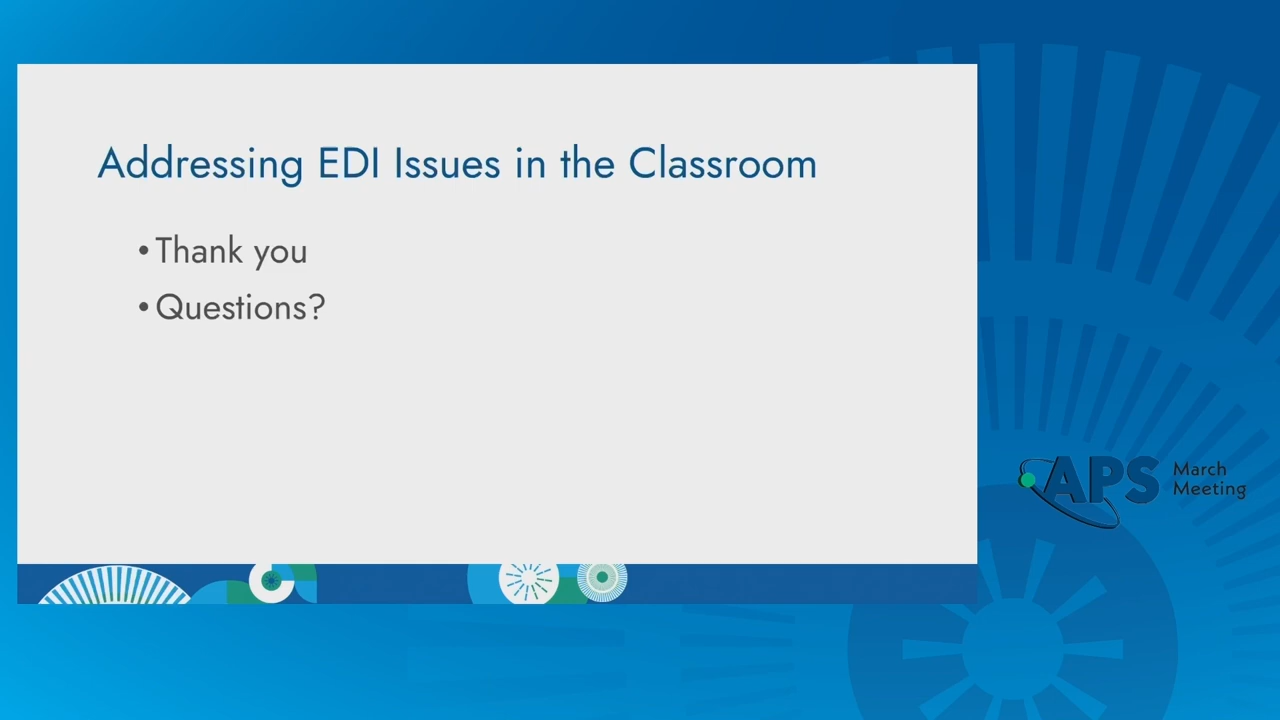 Addressing EDI Issues in the Classroom
• Thank you
• Questions?
APS March
Meeting